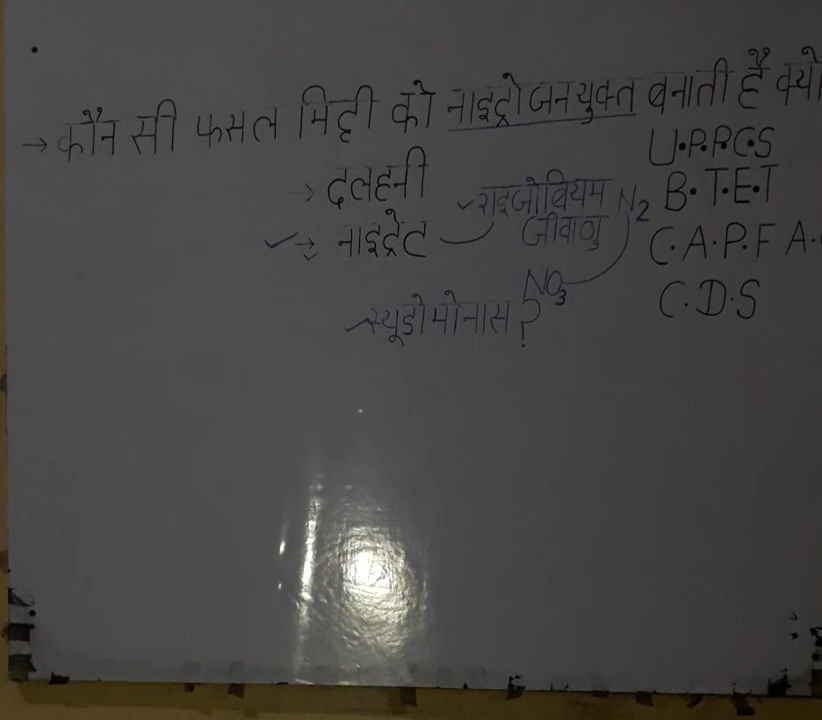 → कौन सी फसल मिट्टी को नाइट्रोजनयुक्त बनाती है क्यो
U.P.P.C.S
→ दलहनी
✓राइजोबियम N2
B.T.E.T
✓→ नाइट्रेट
जीवाणु
C.A.P.F A.
NO3
C.D.S
✓स्यूडोमोनास?